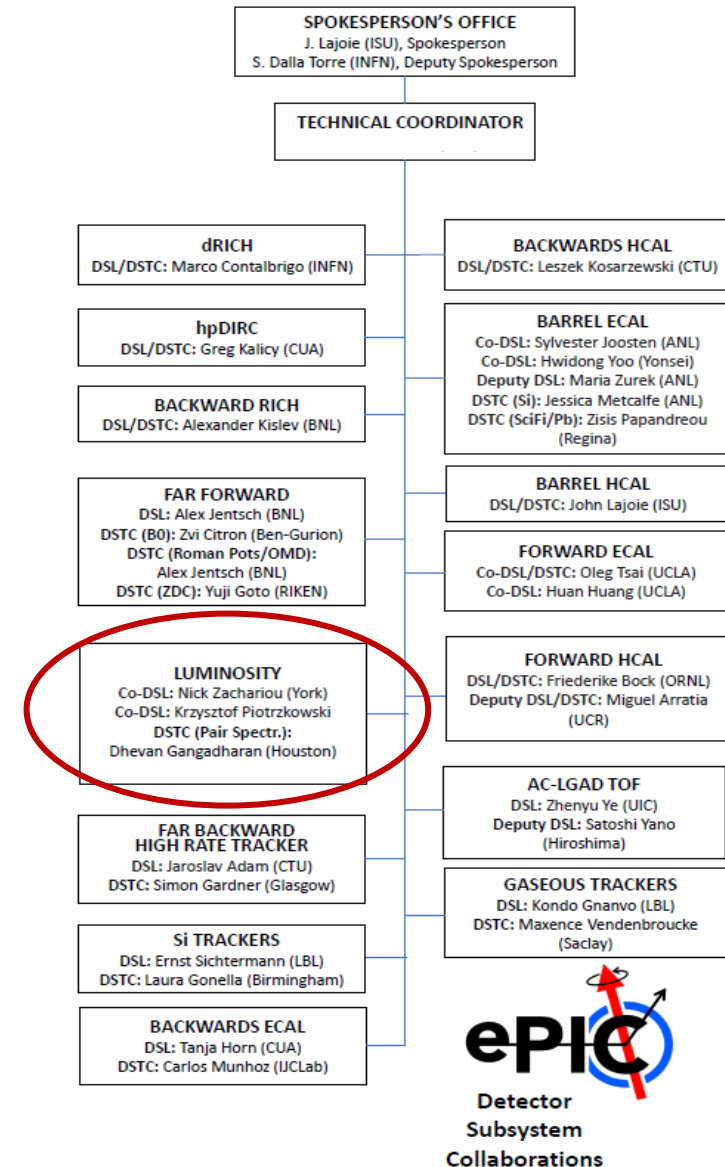 SPOKESPERSON'S OFFICE
J. Lajoie (ISU), Spokesperson
S. Dalla Torre (INFN), Deputy Spokesperson
TECHNICAL COORDINATOR
dRICH
DSL/DSTC: Marco Contalbrigo (INFN)
hpDIRC
DSL/DSTC: Greg Kalicy (CUA)
BACKWARD RICH
DSL/DSTC: Alexander Kislev (BNL)
FAR FORWARD
DSL: Alex Jentsch (BNL)
DSTC (B0): Zvi Citron (Ben-Gurion)
DSTC (Roman Pots/OMD):
Alex Jentsch (BNL)
DSTC (ZDC): Yuji Goto (RIKEN)
LUMINOSITY
Co-DSL: Nick Zachariou (York)
Co-DSL: Krzysztof Piotrzkowski
DSTC (Pair Spectr.):
Dhevan Gangadharan (Houston)
FAR BACKWARD
HIGH RATE TRACKER
DSL: Jaroslav Adam (CTU)
DSTC: Simon Gardner (Glasgow)
Si TRACKERS
DSL: Ernst Sichtermann (LBL)
DSTC: Laura Gonella (Birmingham)
BACKWARDS ECAL
DSL: Tanja Horn (CUA)
DSTC: Carlos Munhoz (IJCLab)
BACKWARDS HCAL
DSL/DSTC: Leszek Kosarzewski (CTU)
BARREL ECAL
Co-DSL: Sylvester Joosten (ANL)
Co-DSL: Hwidong Yoo (Yonsei)
Deputy DSL: Maria Zurek (ANL)
DSTC (Si): Jessica Metcalfe (ANL)
DSTC (SciFi/Pb): Zisis Papandreou
(Regina)
BARREL HCAL
DSL/DSTC: John Lajoie (ISU)
FORWARD ECAL
Co-DSL/DSTC: Oleg Tsai (UCLA)
Co-DSL: Huan Huang (UCLA)
FORWARD HCAL
DSL/DSTC: Friederike Bock (ORNL)
Deputy DSL/DSTC: Miguel Arratia
(UCR)
AC-LGAD TOF
DSL: Zhenyu Ye (UIC)
Deputy DSL: Satoshi Yano
(Hiroshima)
GASEOUS TRACKERS
DSL: Kondo Gnanvo (LBL)
DSTC: Maxence Vendenbroucke
(Saclay)
ePIC
Detector
Subsystem
Collaborations